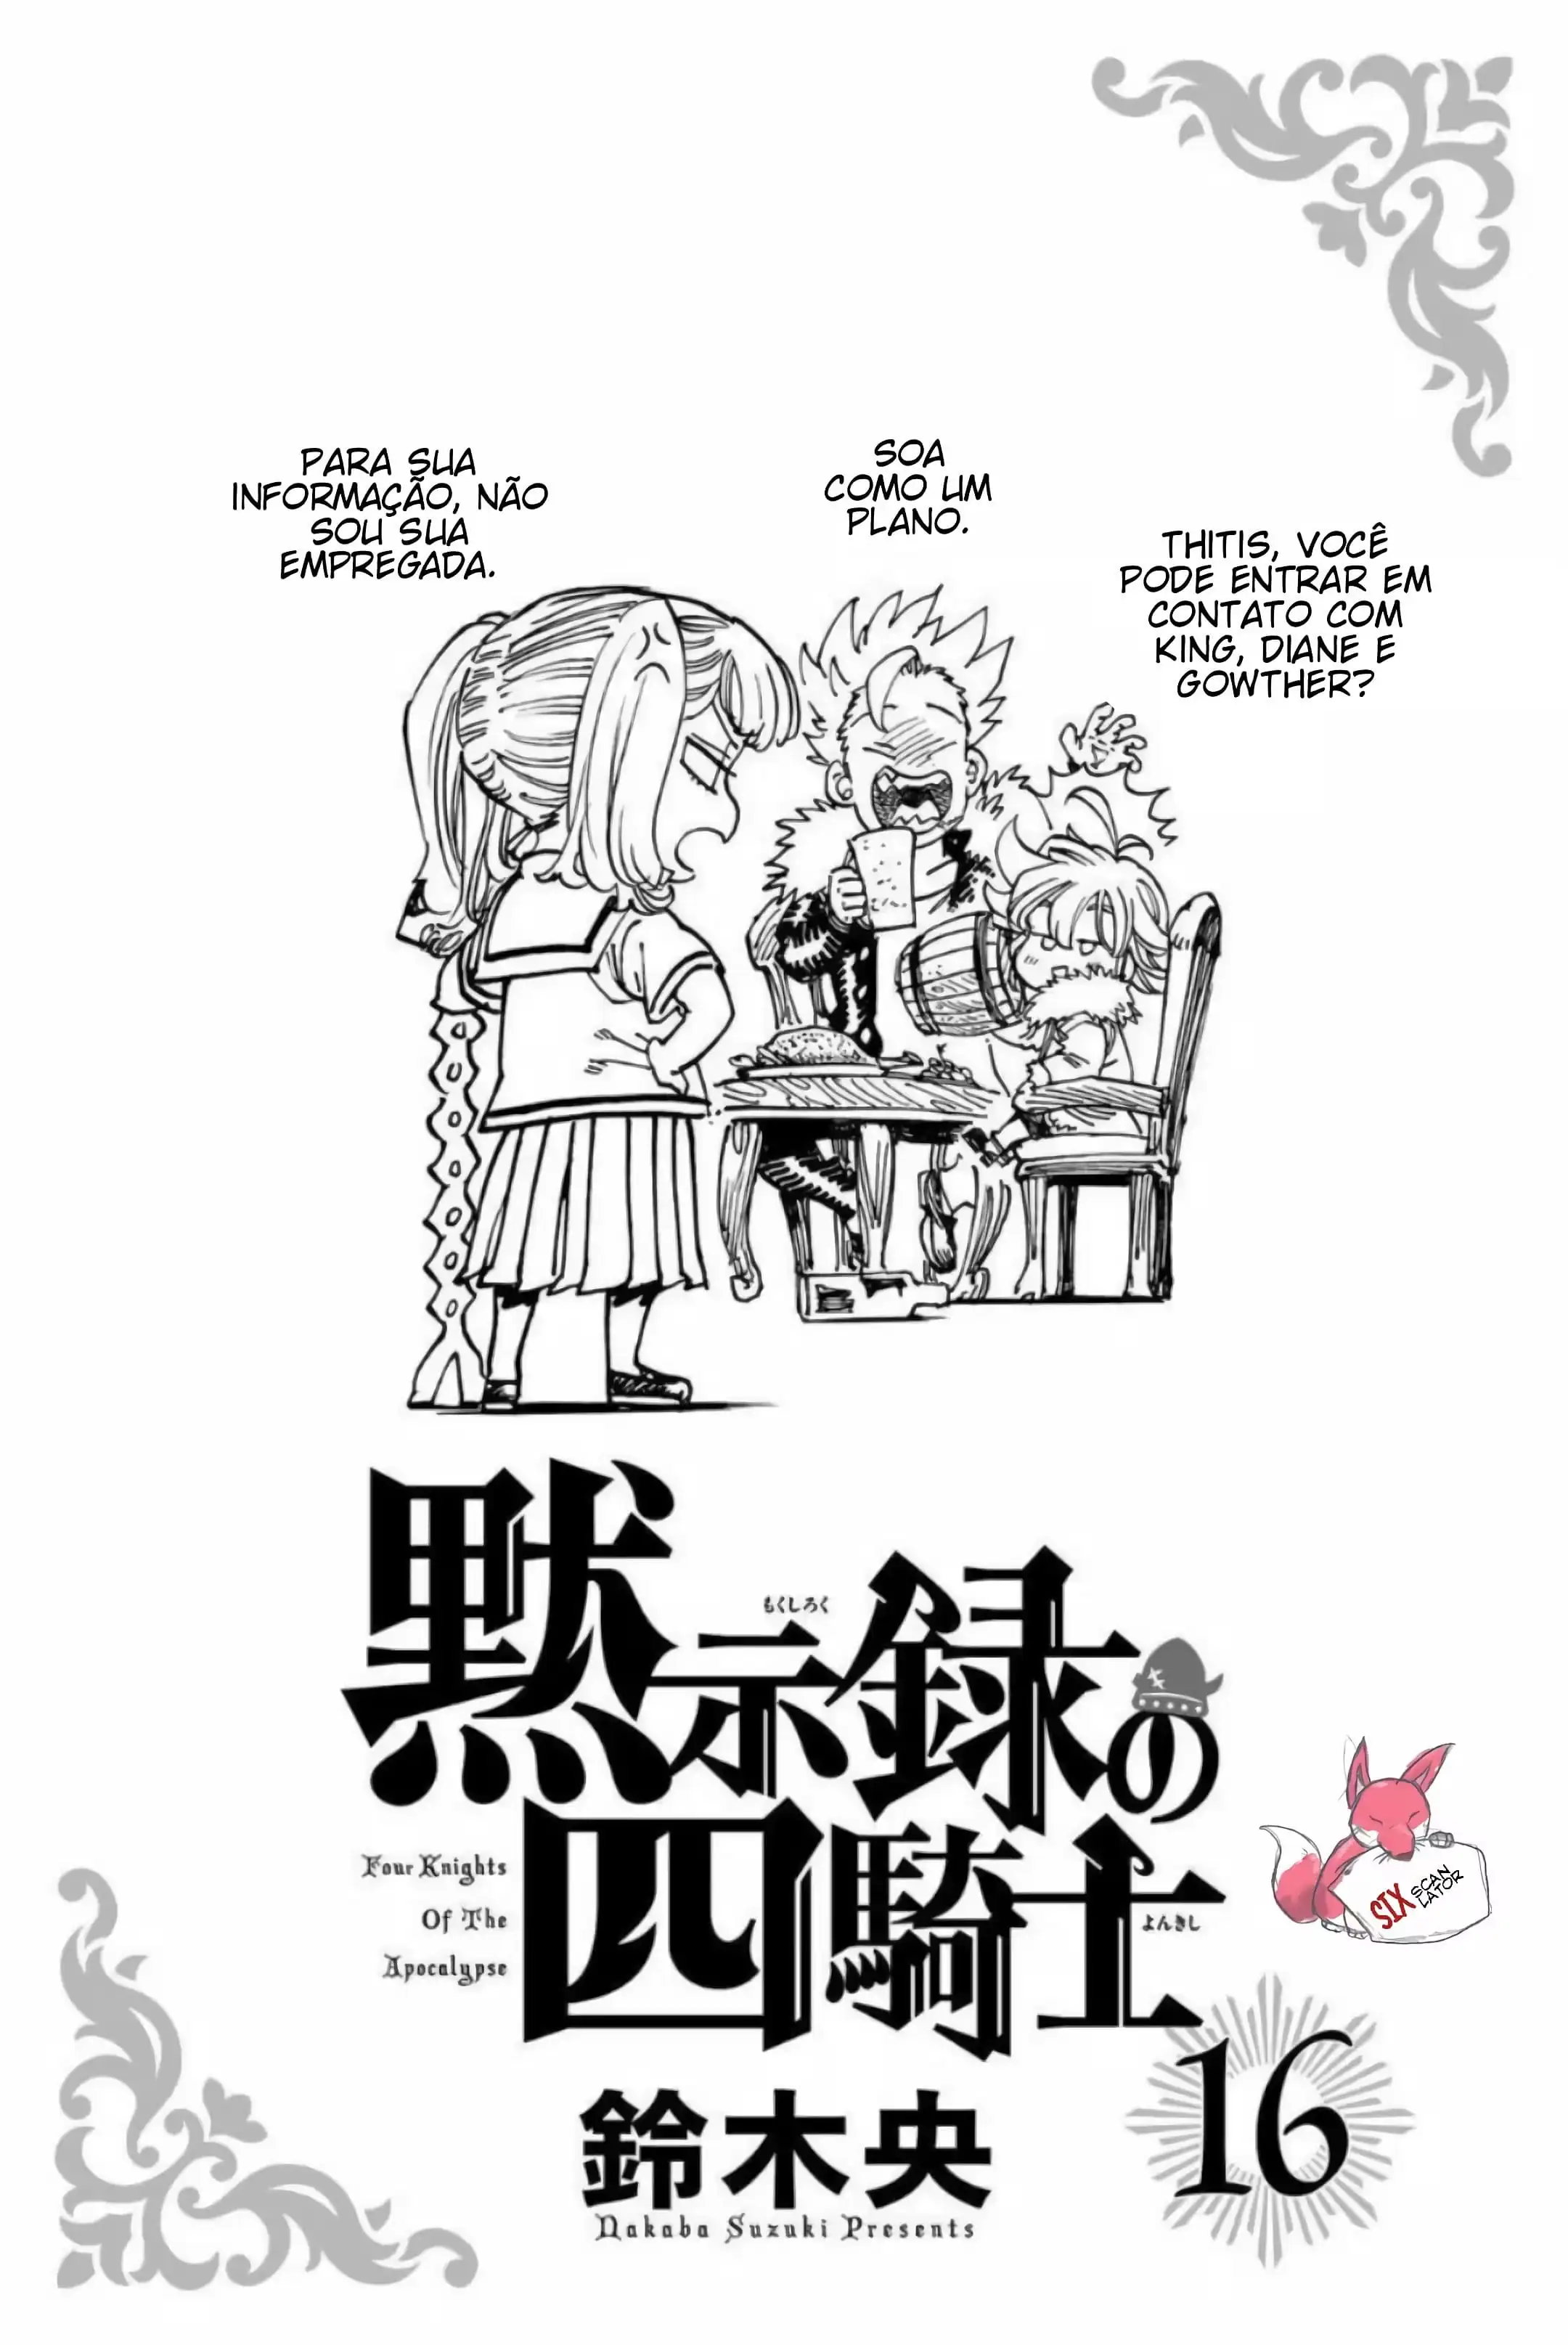 THITIS, VOCÊ
PODE ENTRAR EM
CONTATO COM
KING, DIANE E
GOWTHER?
SOA
COMO UM
PLANO.
PARA SUA
INFORMAÇÃO, NÃO
SOU SUA
EMPREGADA.
もくしろく
黙示録の
四騎士
よんきし
Four Knights
Of The
Apocalypse
SIX SCAN
LATOR
16
鈴木央
Nakaba Suzuki Presents